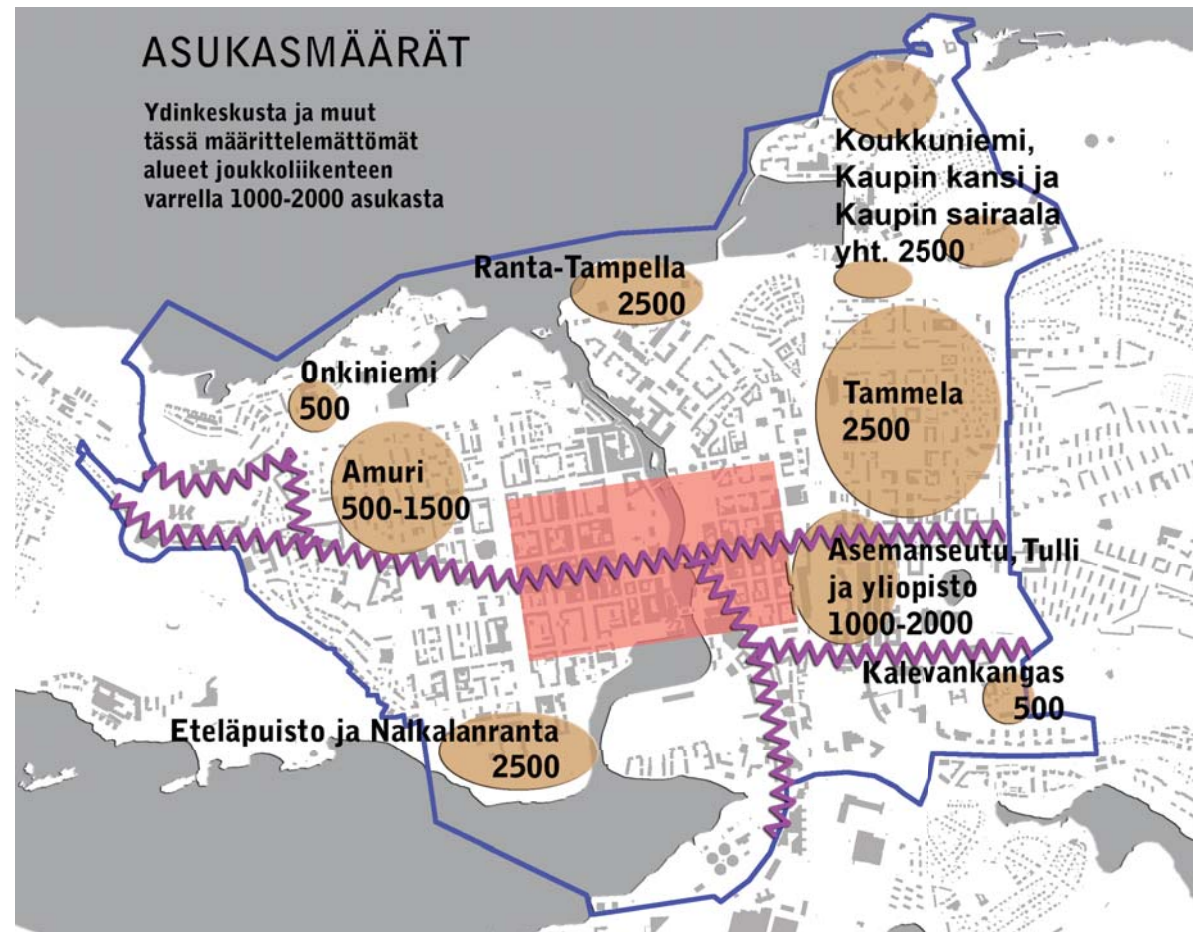 ASUKASMÄÄRÄT
Ydinkeskusta ja muut
tässä määrittelemättömät
alueet joukkoliikenteen
varrella 1000-2000 asukasta
Koukkuniemi,
Kaupin kansi ja
Kaupin sairaala
yht. 2500
Ranta-Tampella
2500
Onkiniemi
500
Tammela
2500
Amuri
500-1500
Asemanseutu, Tulli
ja yliopisto
1000-2000
Kalevankangas
500
Eteläpuisto ja Nalkalanranta
2500